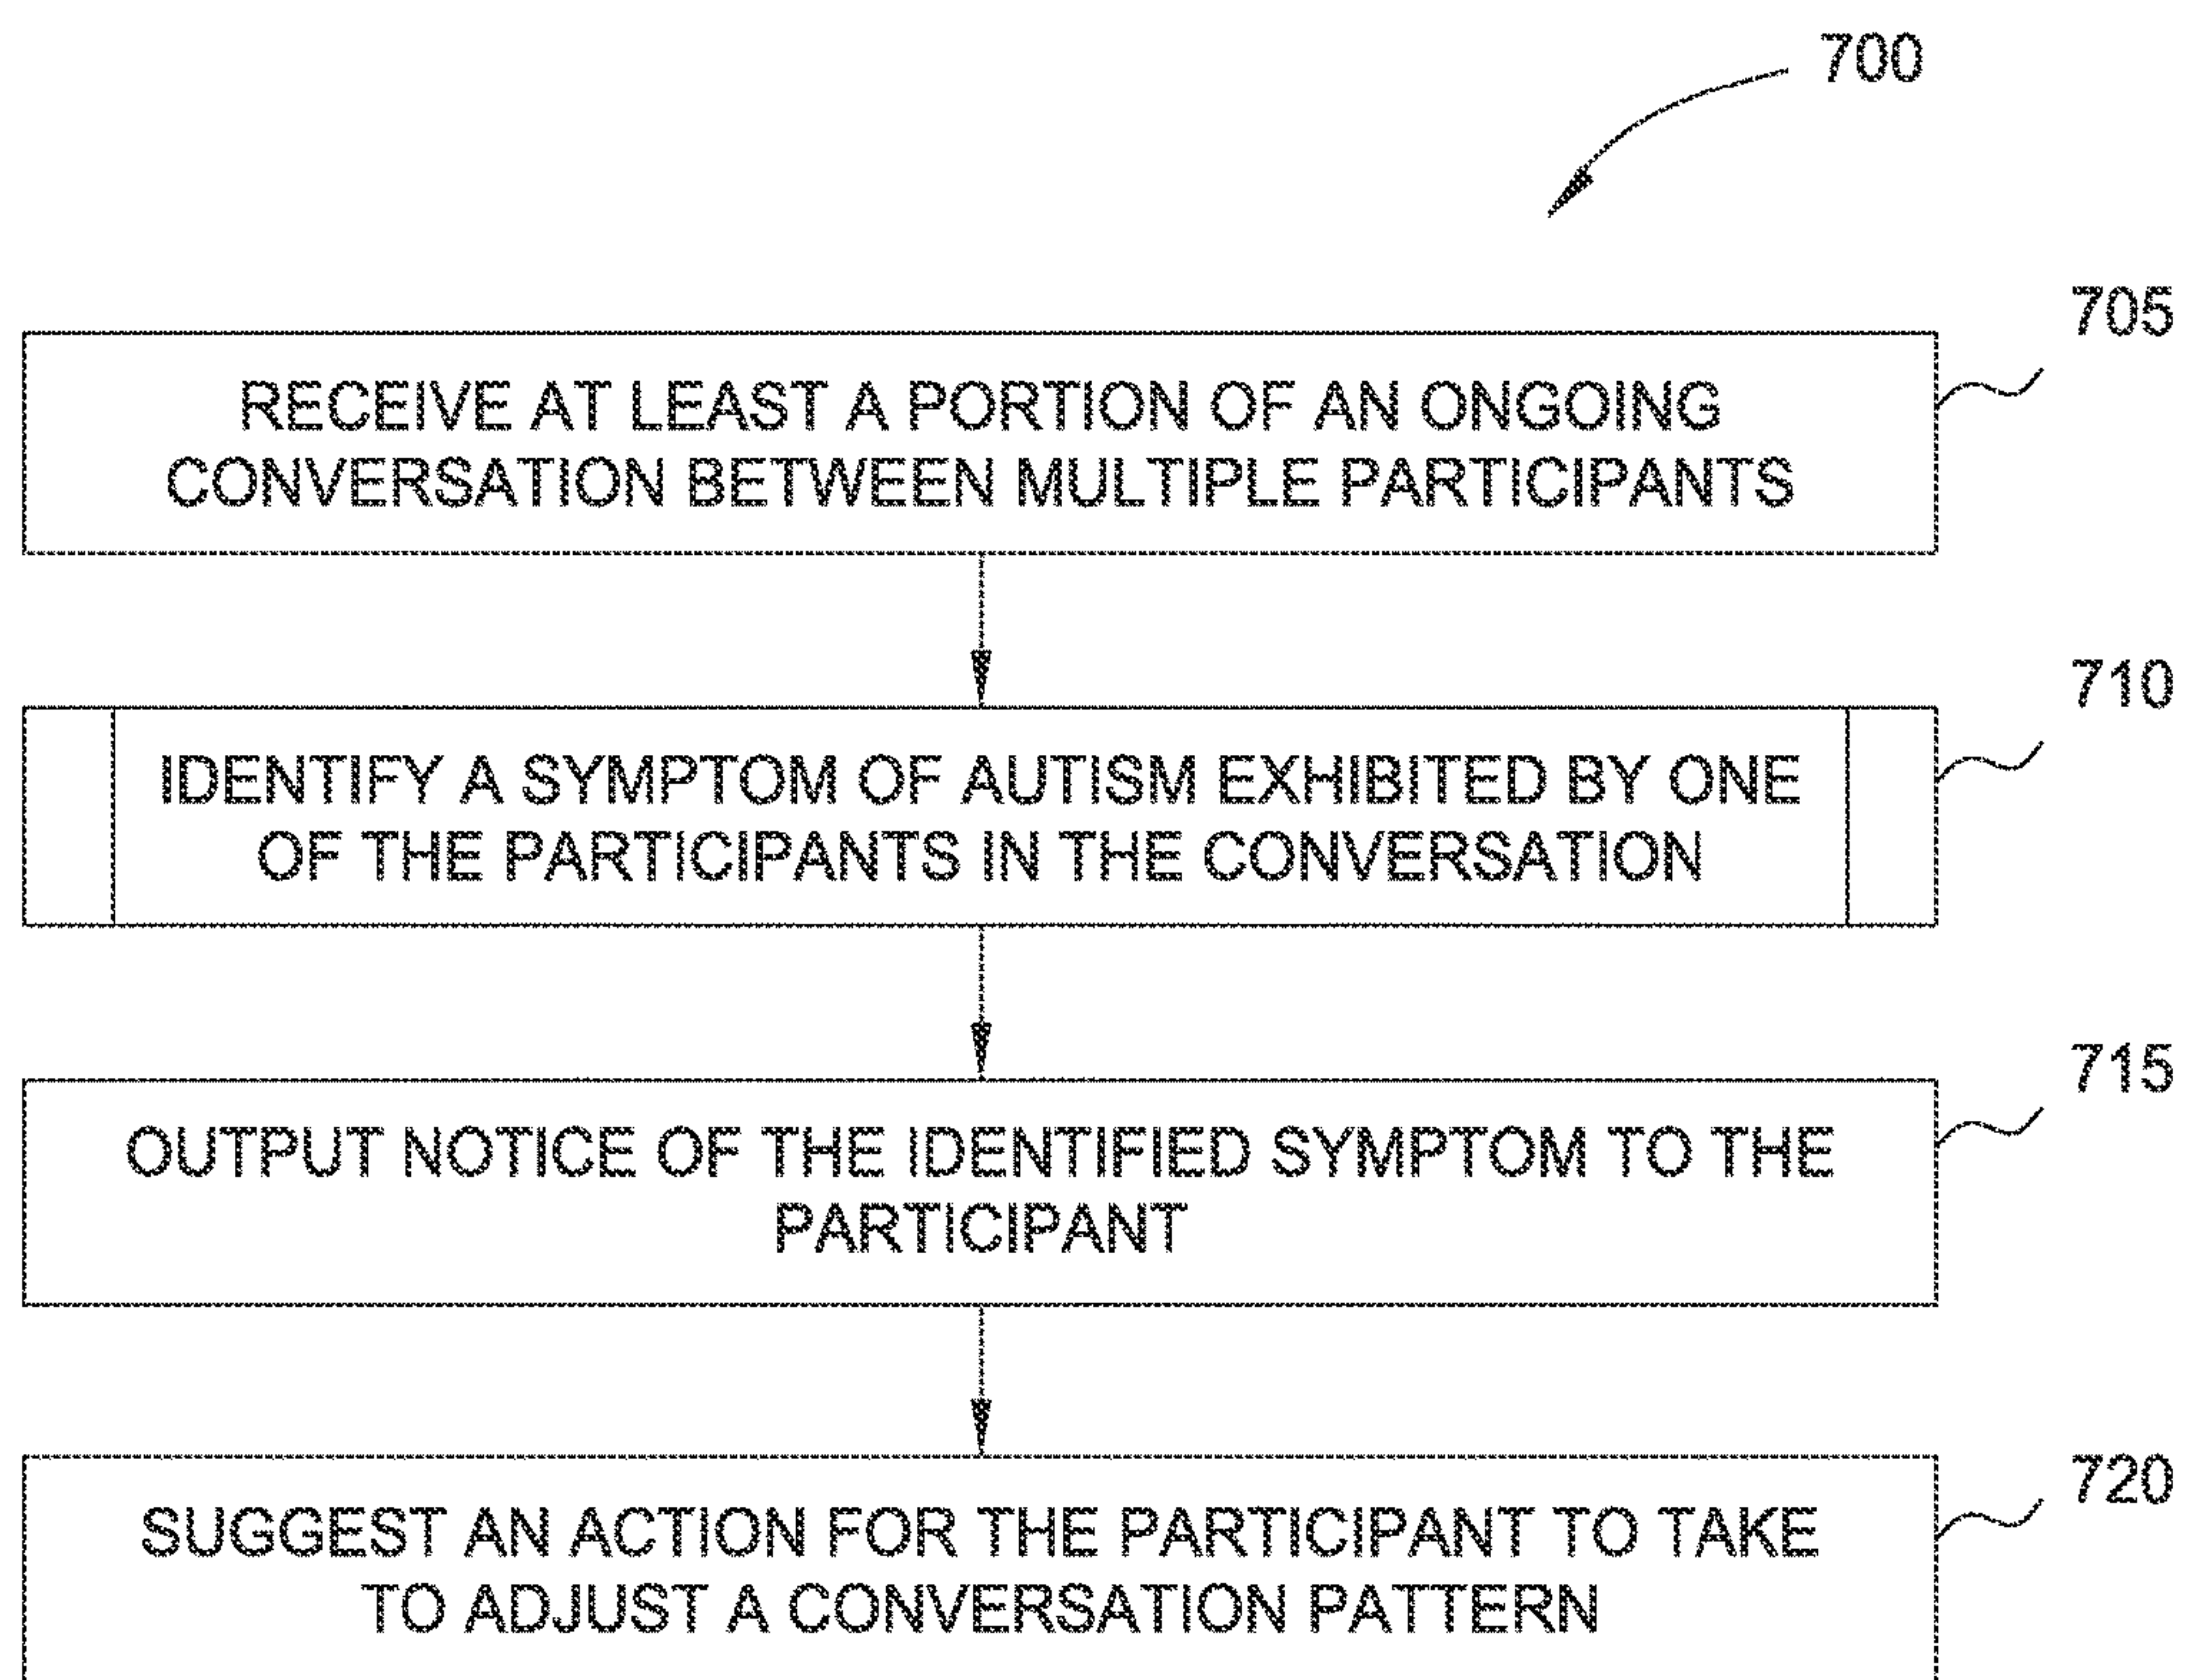 700
705
RECEIVE AT LEAST A PORTION OF AN ONGOING
CONVERSATION BETWEEN MULTIPLE PARTICIPANTS
710
IDENTIFY A SYMPTOM OF AUTISM EXHIBITED BY ONE
OF THE PARTICIPANTS IN THE CONVERSATION
715
OUTPUT NOTICE OF THE IDENTIFIED SYMPTOM TO THE
PARTICIPANT
720
SUGGEST AN ACTION FOR THE PARTICIPANT TO TAKE
TO ADJUST A CONVERSATION PATTERN